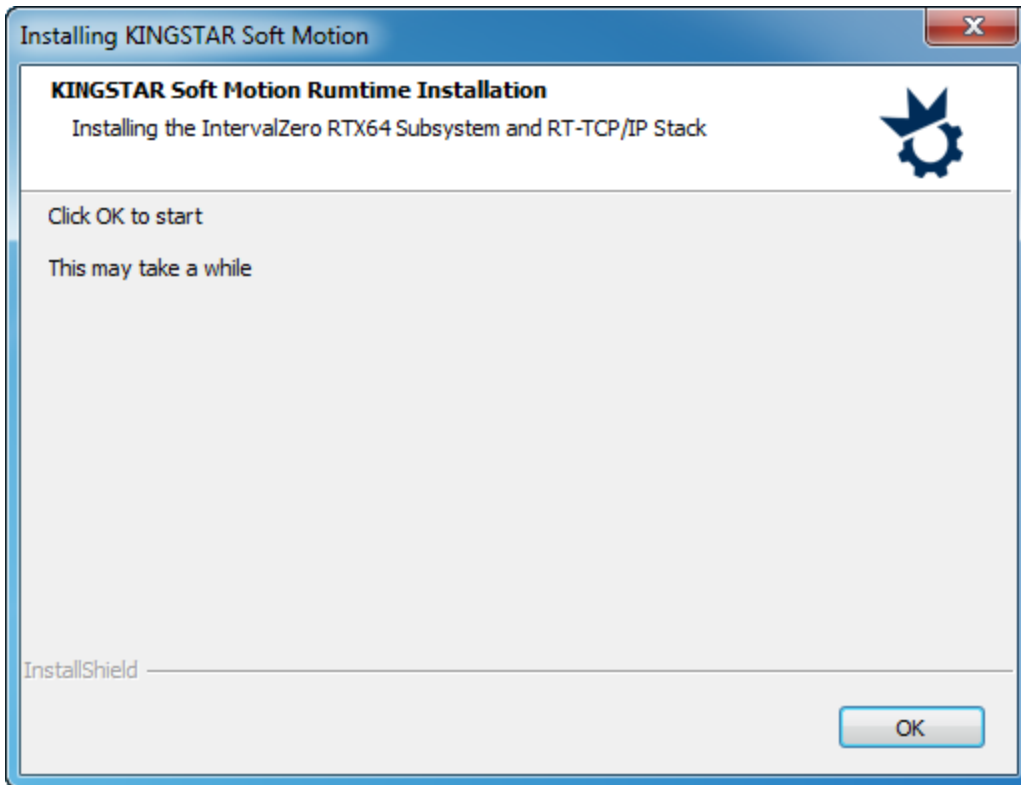 Installing KINGSTAR Soft Motion
KINGSTAR Soft Motion Rumtime Installation
Installing the IntervalZero RTX64 Subsystem and RT-TCP/IP Stack
Click OK to start
This may take a while
InstallShield
OK